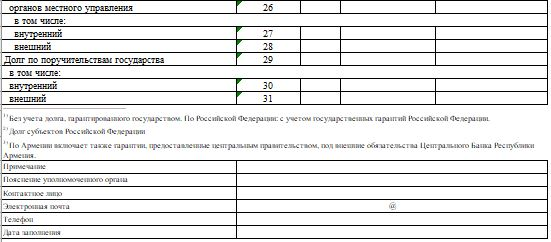 органов местного управления 26
в том числе:
внутренний 27
внешний 28
Долг по поручительствам государства 29
в том числе:
внутренний 30
внешний 31
1) Без учета долга, гарантированного государством. По Российской Федерации: с учетом государственных гарантий Российской Федерации.
2) Долг субъектов Российской Федерации
3) По Армении включает также гарантии, предоставленные центральным правительством, под внешние обязательства Центрального Банка Республики
Армения.
Примечание
Пояснение уполномоченного органа
Контактное лицо
Электронная почта @
Телефон
Дата заполнения